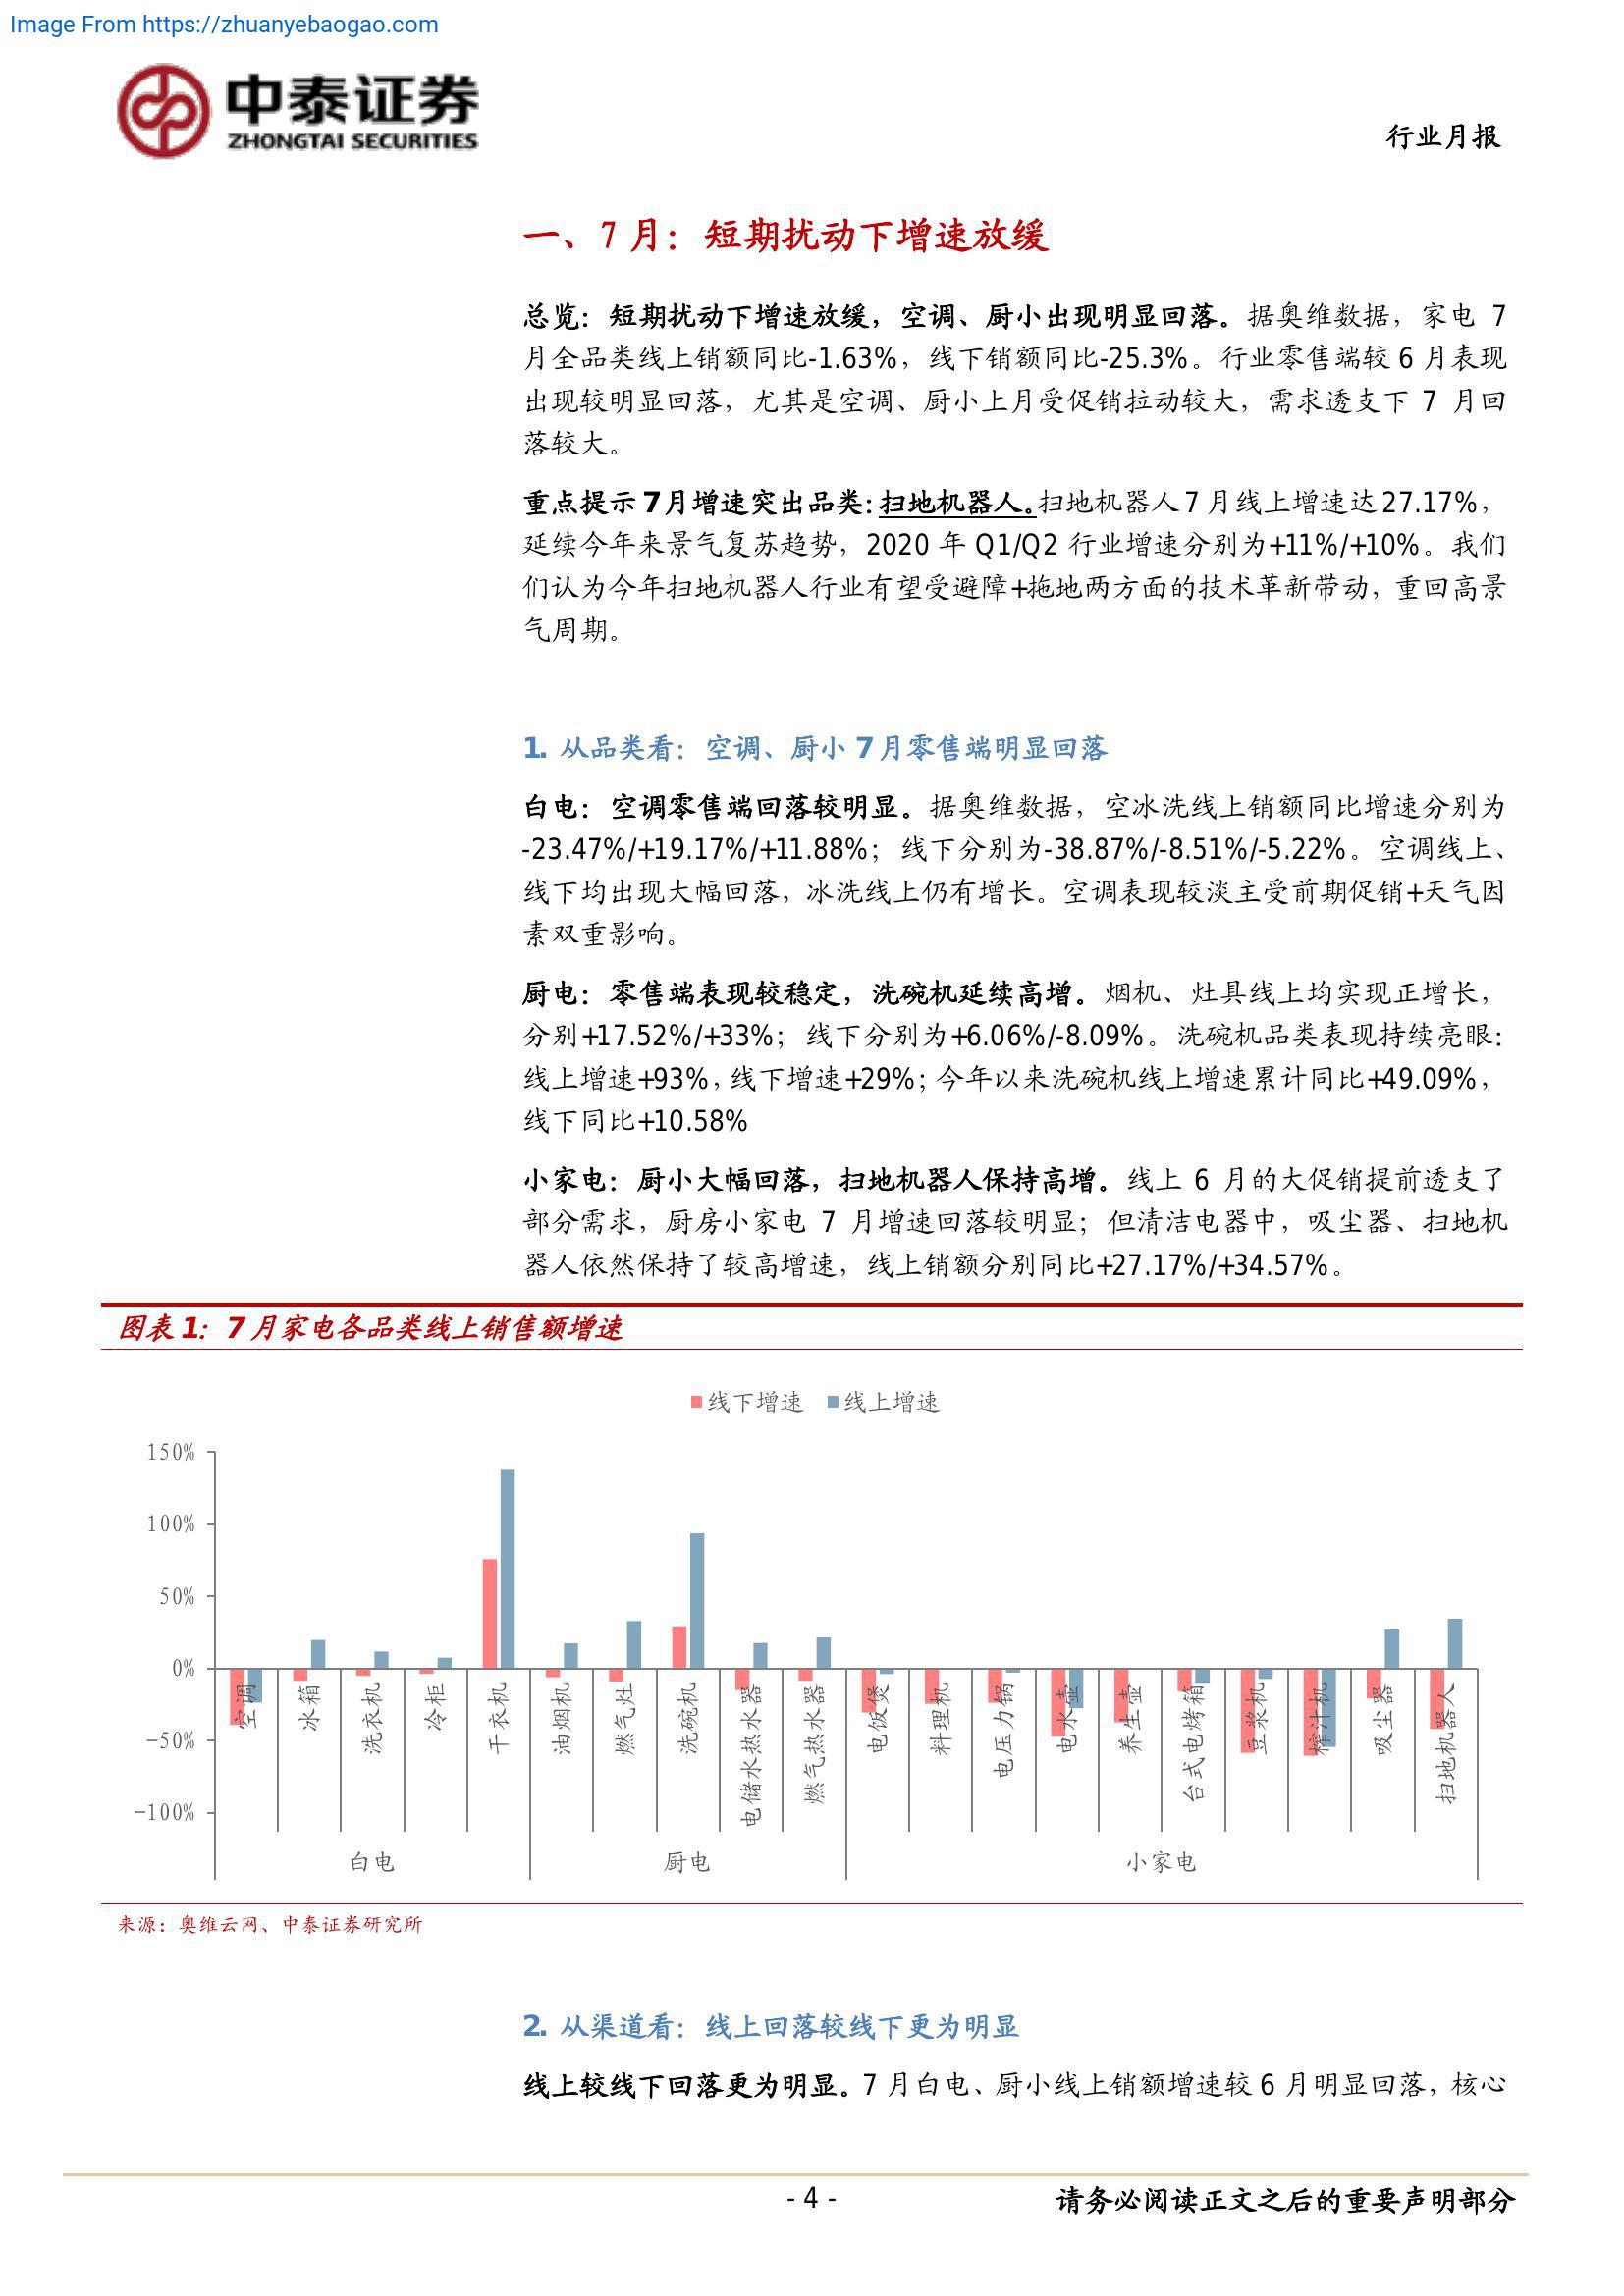 Image From https://zhuanyebaogao.com
中泰证券
ZHONGTAI SECURITIES
行业月报
一、7 月：短期扰动下增速放缓
总览：短期扰动下增速放缓，空调、厨小出现明显回落。据奥维数据，家电 7
月全品类线上销额同比-1.63%，线下销额同比-25.3%。行业零售端较 6 月表现
出现较明显回落，尤其是空调、厨小上月受促销拉动较大，需求透支下 7 月回
落较大。
重点提示 7 月增速突出品类：扫地机器人。扫地机器人 7 月线上增速达 27.17%，
延续今年来景气复苏趋势，2020 年 Q1/Q2 行业增速分别为+11%/+10%。我们
们认为今年扫地机器人行业有望受避障+拖地两方面的技术革新带动，重回高景
气周期。
1. 从品类看：空调、厨小 7 月零售端明显回落
白电：空调零售端回落较明显。据奥维数据，空冰洗线上销额同比增速分别为
-23.47%/+19.17%/+11.88%；线下分别为-38.87%/-8.51%/-5.22%。空调线上、
线下均出现大幅回落，冰洗线上仍有增长。空调表现较淡主受前期促销+天气因
素双重影响。
厨电：零售端表现较稳定，洗碗机延续高增。烟机、灶具线上均实现正增长，
分别+17.52%/+33%；线下分别为+6.06%/-8.09%。洗碗机品类表现持续亮眼：
线上增速+93%，线下增速+29%；今年以来洗碗机线上增速累计同比+49.09%，
线下同比+10.58%
小家电：厨小大幅回落，扫地机器人保持高增。线上 6 月的大促销提前透支了
部分需求，厨房小家电 7 月增速回落较明显；但清洁电器中，吸尘器、扫地机
器人依然保持了较高增速，线上销额分别同比+27.17%/+34.57%。
图表 1：7 月家电各品类线上销售额增速
线下增速 线上增速
150%
100%
50%
0%
-50%
-100%
空调 冰箱 洗衣机 冷柜 干衣机 油烟机 燃气灶 洗碗机 电储水热水器 燃气热水器 电饭煲 料理机 电压力锅 电水壶 养生壶 台式电烤箱 豆浆机 榨汁机 吸尘器 扫地机器人
白电 厨电 小家电
来源：奥维云网、中泰证券研究所
2. 从渠道看：线上回落较线下更为明显
线上较线下回落更为明显。7 月白电、厨小线上销额增速较 6 月明显回落，核心
- 4 -
请务必阅读正文之后的重要声明部分